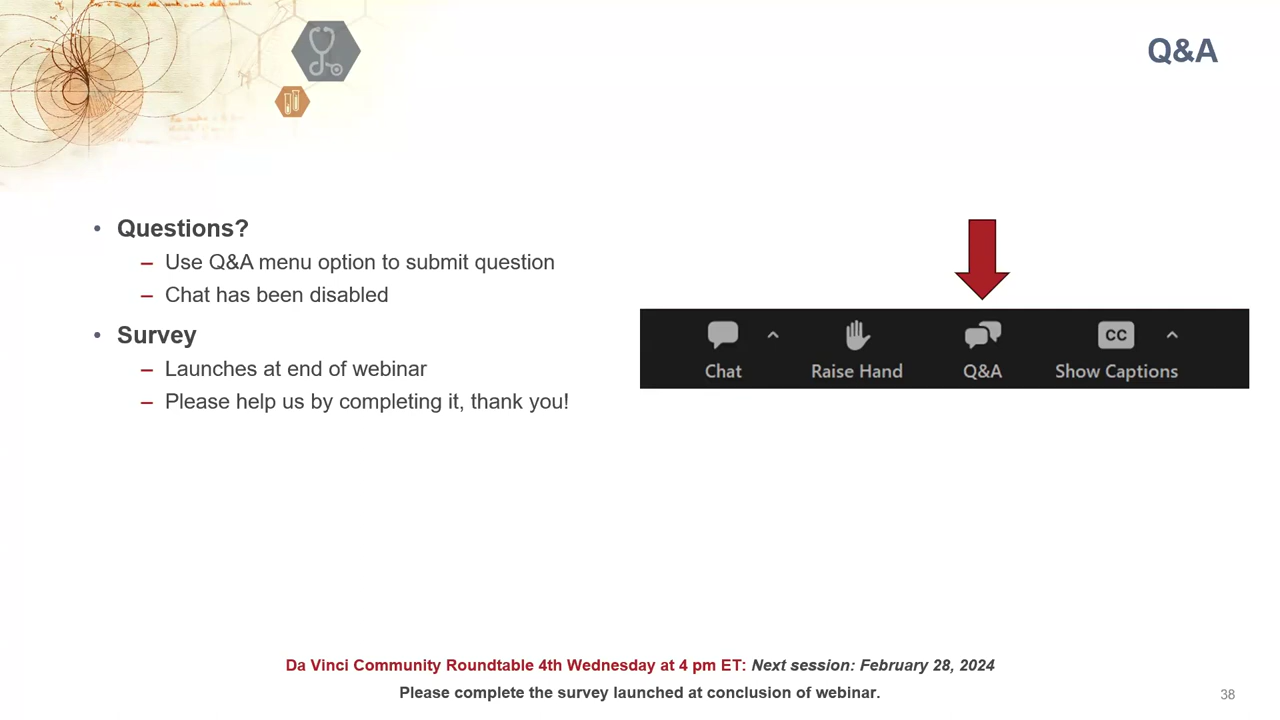 Q&A
• Questions?
– Use Q&A menu option to submit question
– Chat has been disabled
• Survey
– Launches at end of webinar
– Please help us by completing it, thank you!
Chat
Raise Hand
Q&A
CC
Show Captions
Da Vinci Community Roundtable 4th Wednesday at 4 pm ET: Next session: February 28, 2024
Please complete the survey launched at conclusion of webinar.
38